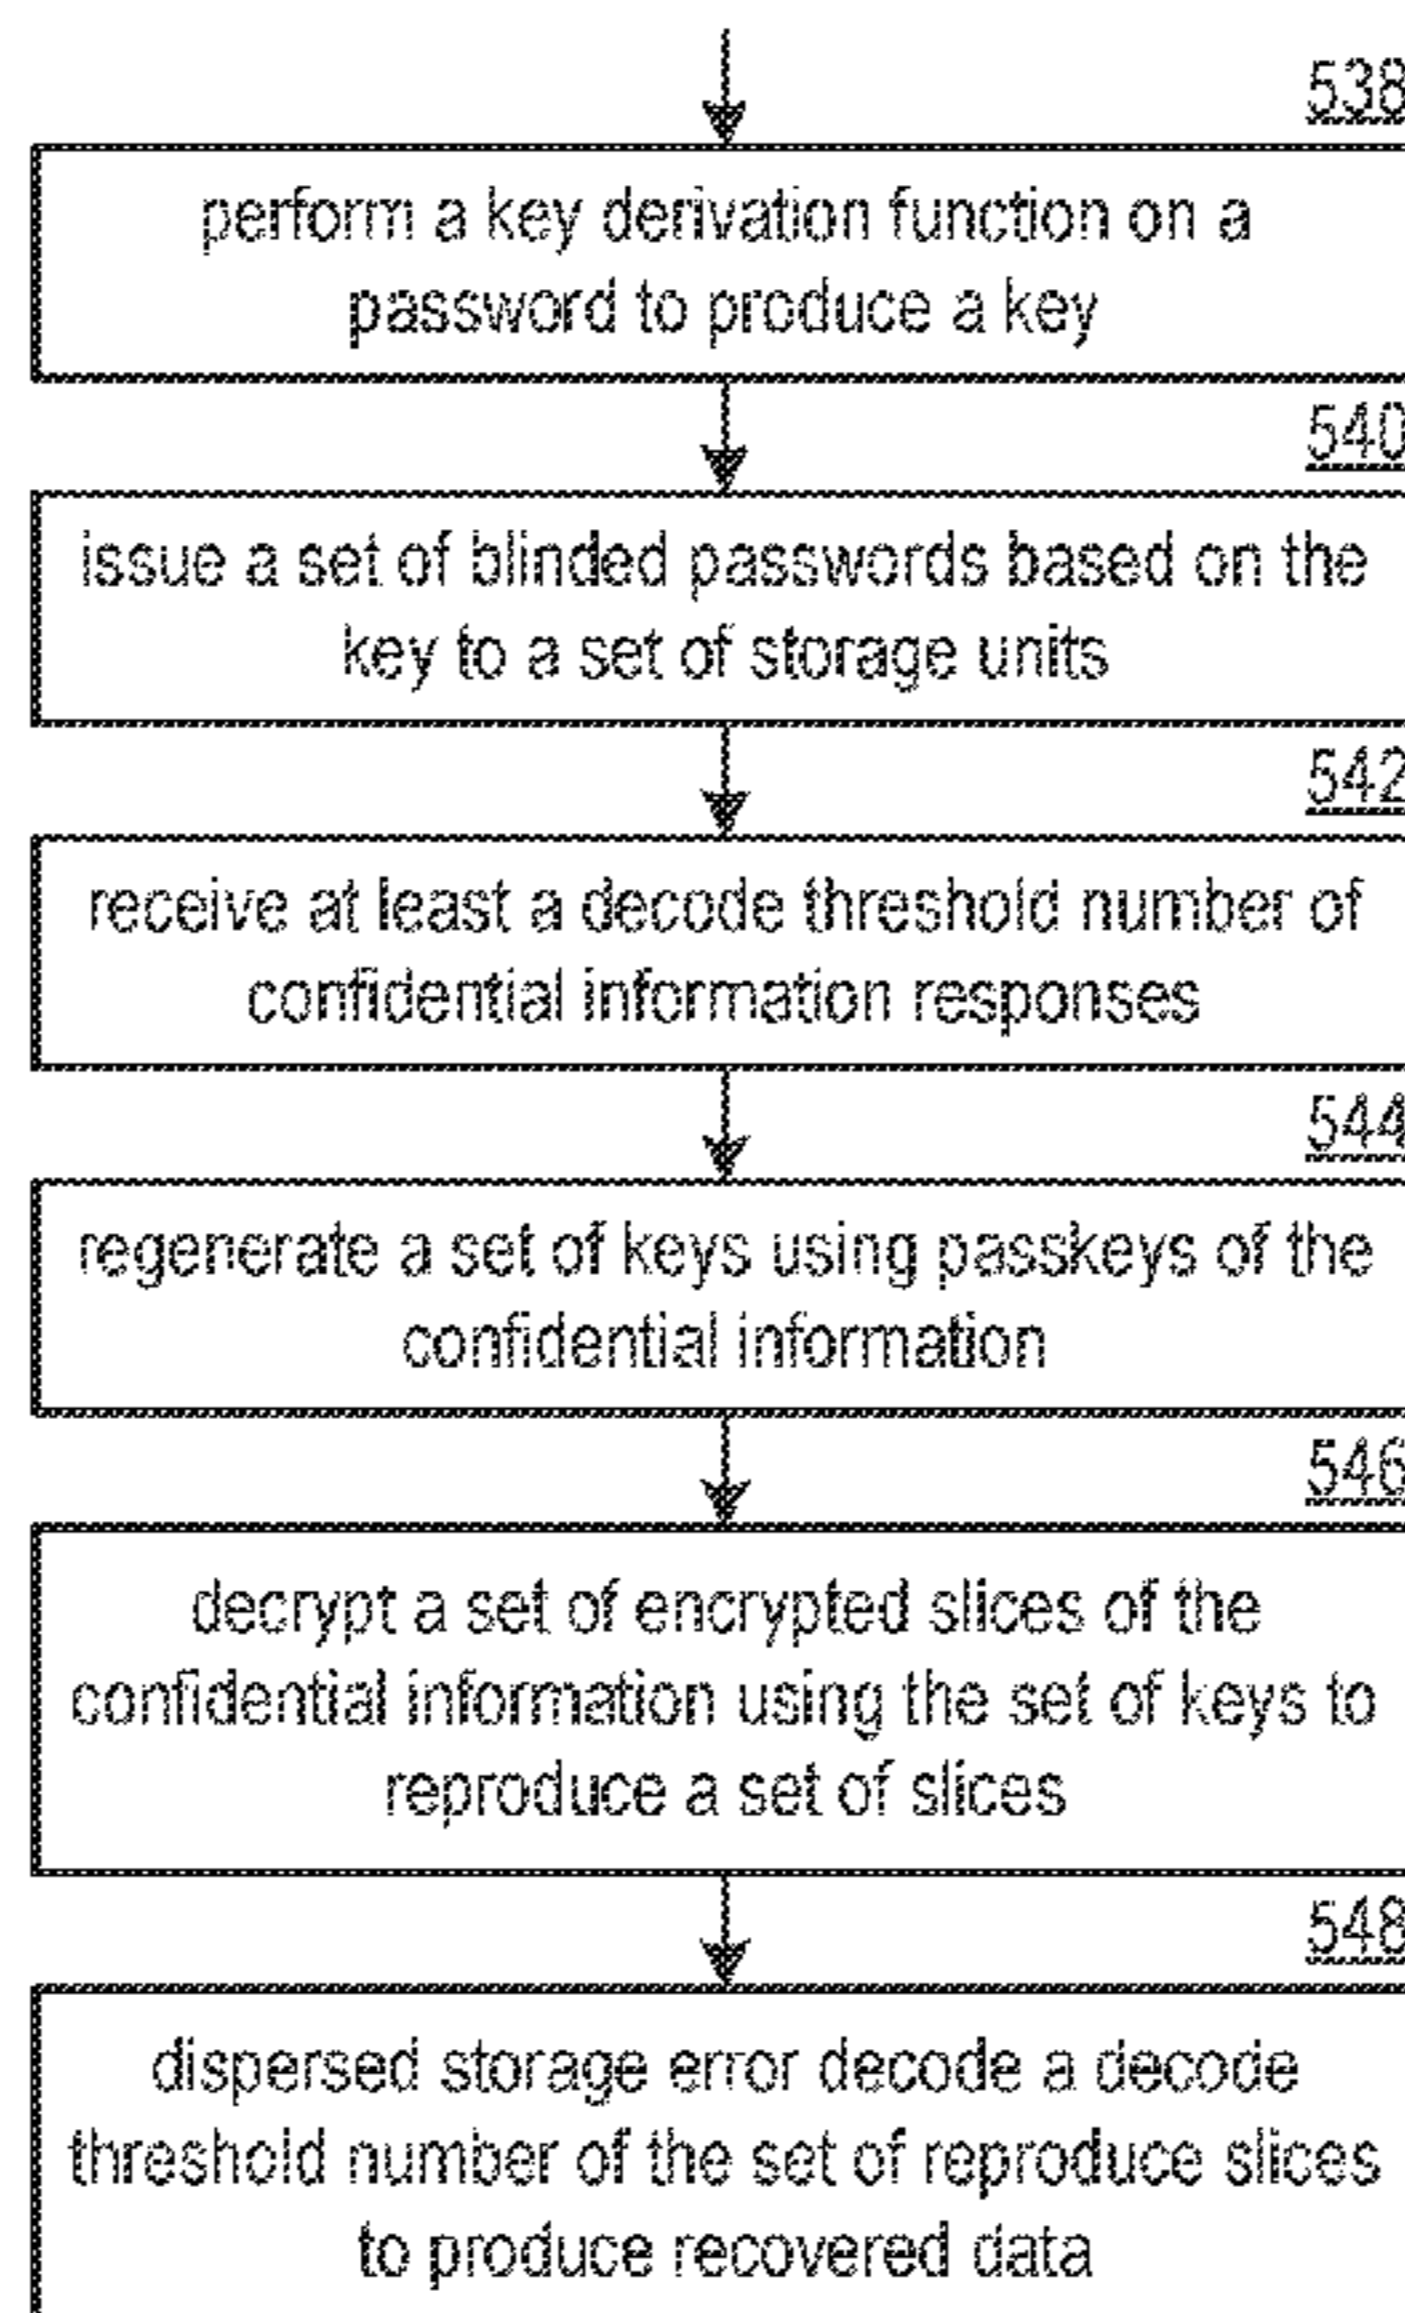 538
perform a key derivation function on a
password to produce a key
540
issue a set of blinded passwords based on the
key to a set of storage units
542
receive at least a decode threshold number of
confidential information responses
544
regenerate a set of keys using passkeys of the
confidential information
546
decrypt a set of encrypted slices of the
confidential information using the set of keys to
reproduce a set of slices
548
dispersed storage error decode a decode
threshold number of the set of reproduce slices
to produce recovered data